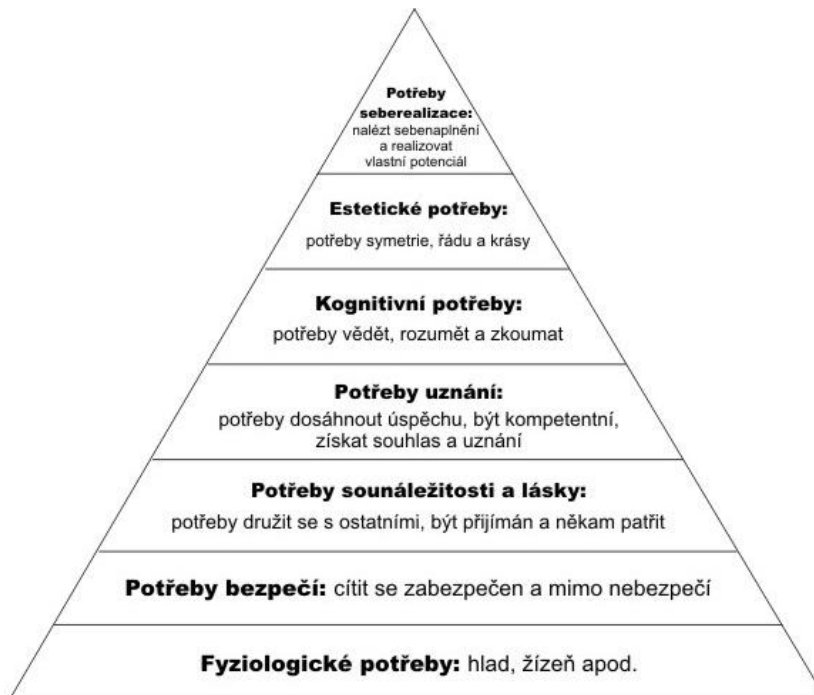 Potřeby
seberealizace:
nalézt sebenaplnění
a realizovat
vlastní potenciál
Estetické potřeby:
potřeby symetrie, řádu a krásy
Kognitivní potřeby:
potřeby vědět, rozumět a zkoumat
Potřeby uznání:
potřeby dosáhnout úspěchu, být kompetentní,
získat souhlas a uznání
Potřeby sounáležitosti a lásky:
potřeby družit se s ostatními, být přijímán a někam patřit
Potřeby bezpečí: cítit se zabezpečen a mimo nebezpečí
Fyziologické potřeby: hlad, žízeň apod.